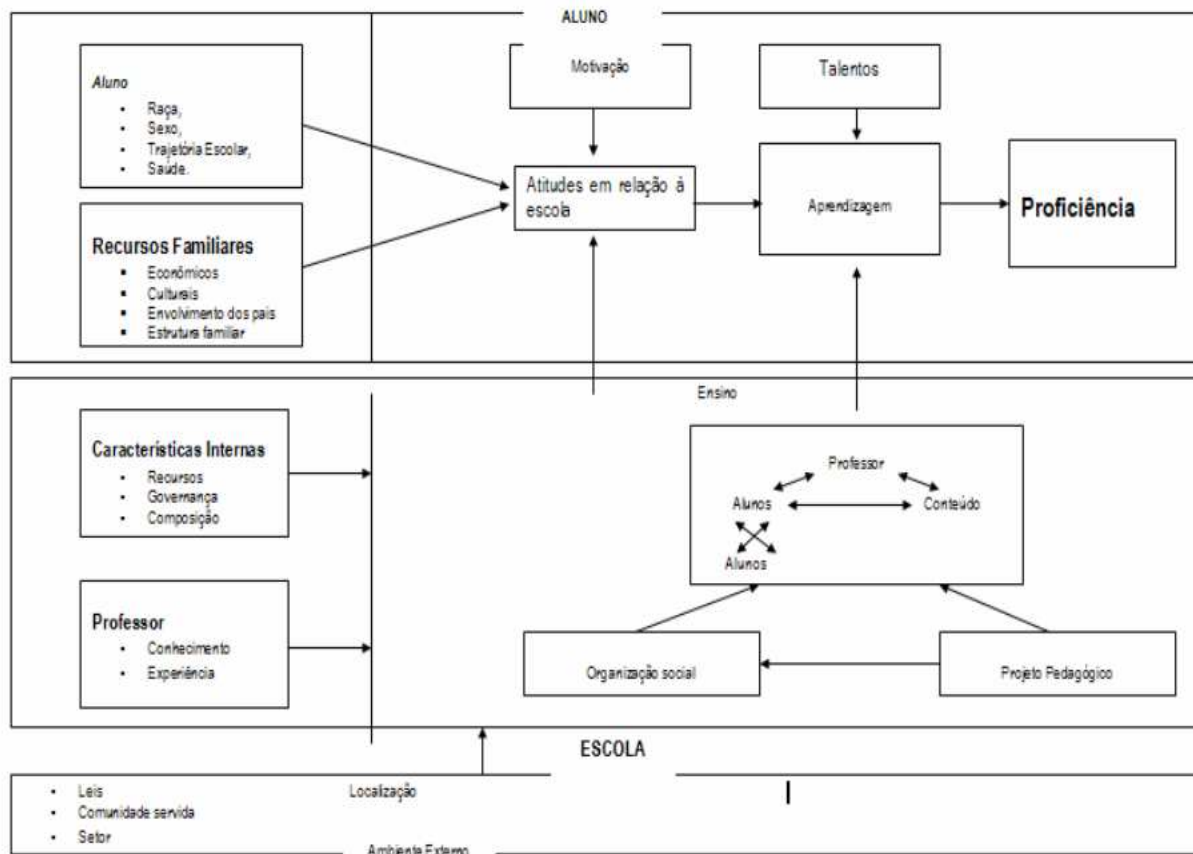 ALUNO
Aluno
Raça,
Sexo,
Trajetória Escolar,
Saúde.
Recursos Familiares
Econômicos
Culturais
Envolvimento dos pais
Estrutura familiar
Motivação
Talentos
Atitudes em relação à
escola
Aprendizagem
Proficiência
Ensino
Características Internas
Recursos
Governança
Composição
Professor
Conhecimento
Experiência
Professor
Alunos
Conteúdo
Alunos
Organização social
Projeto Pedagógico
ESCOLA
Leis
Localização
Comunidade servida
Setor
Ambiente Externo